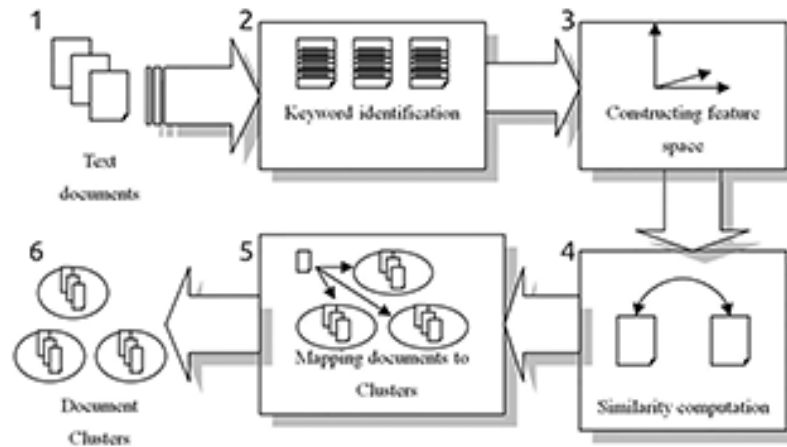 1
Text
documents
2
Keyword identification
3
Constructing feature
space
4
Similarity computation
5
Mapping documents to
Clusters
6
Document
Clusters